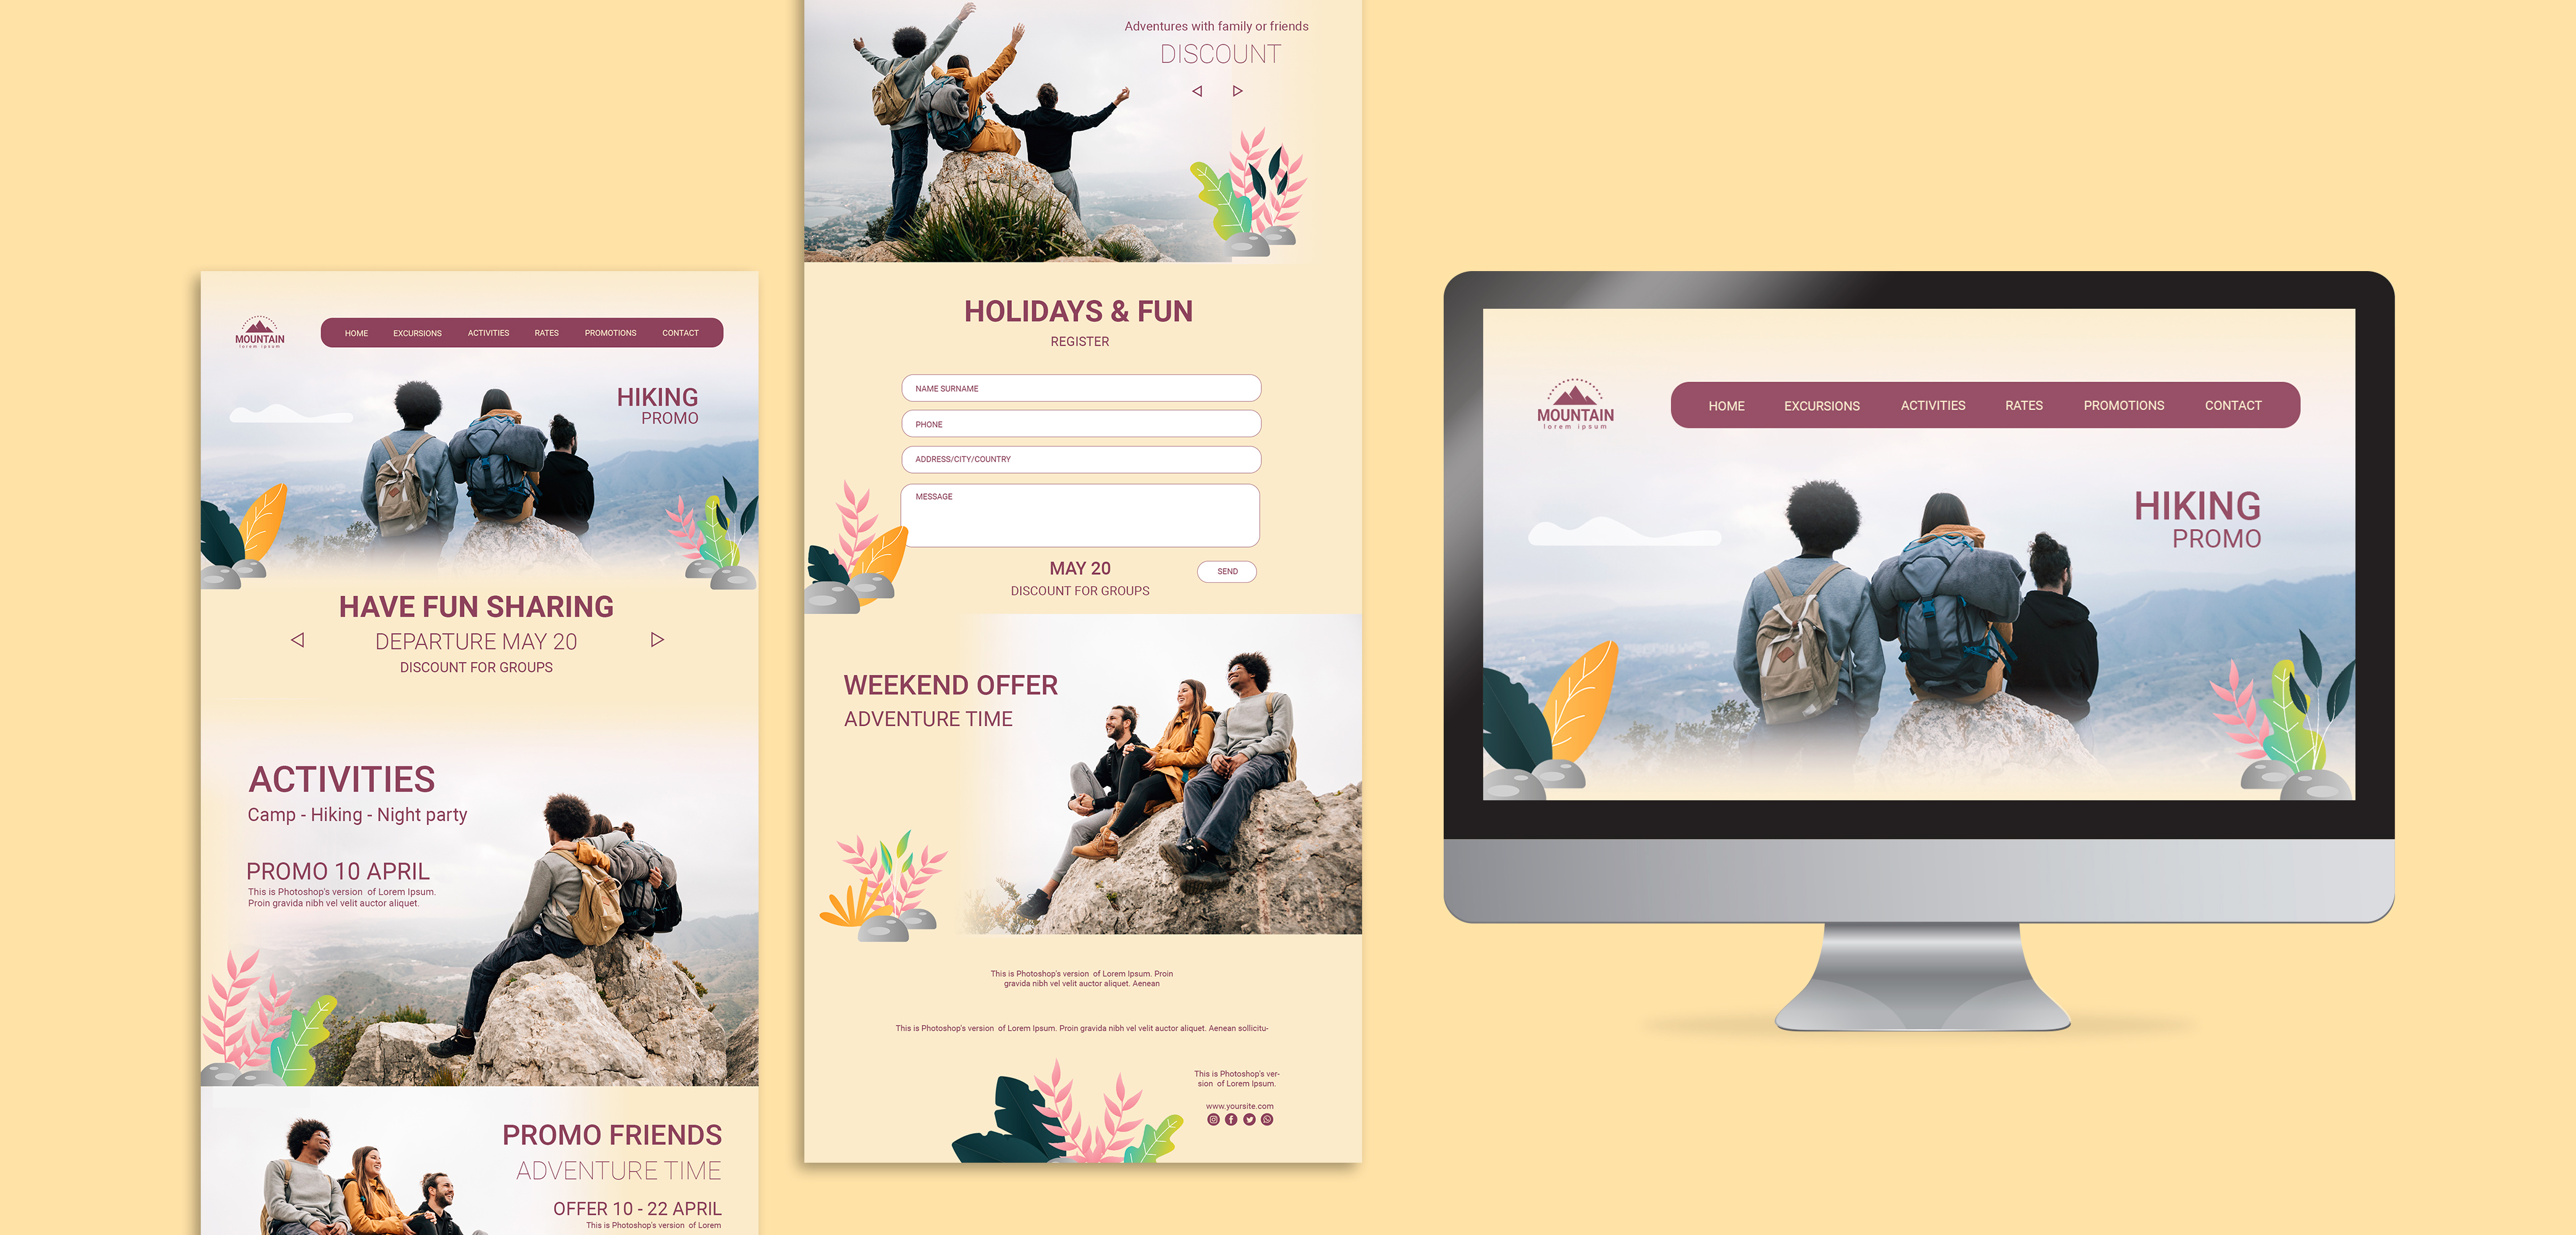 MOUNTAIN
lorem ipsum
HOME EXCURSIONS ACTIVITIES RATES PROMOTIONS CONTACT
HIKING
PROMO
HAVE FUN SHARING
DEPARTURE MAY 20
DISCOUNT FOR GROUPS
ACTIVITIES
Camp - Hiking - Night party
PROMO 10 APRIL
This is Photoshop's version of Lorem Ipsum.
Proin gravida nibh vel velit auctor aliquet.
PROMO FRIENDS
ADVENTURE TIME
OFFER 10 - 22 APRIL
This is Photoshop's version of Lorem
Adventures with family or friends
DISCOUNT
HOLIDAYS & FUN
REGISTER
NAME SURNAME
PHONE
ADDRESS/CITY/COUNTRY
MESSAGE
MAY 20
SEND
DISCOUNT FOR GROUPS
WEEKEND OFFER
ADVENTURE TIME
This is Photoshop's version of Lorem Ipsum. Proin
gravida nibh vel velit auctor aliquet. Aenean
This is Photoshop's version of Lorem Ipsum. Proin gravida nibh vel velit auctor aliquet. Aenean sollicitu-
This is Photoshop's ver-
sion of Lorem Ipsum.
www.yoursite.com
MOUNTAIN
lorem ipsum
HOME EXCURSIONS ACTIVITIES RATES PROMOTIONS CONTACT
HIKING
PROMO